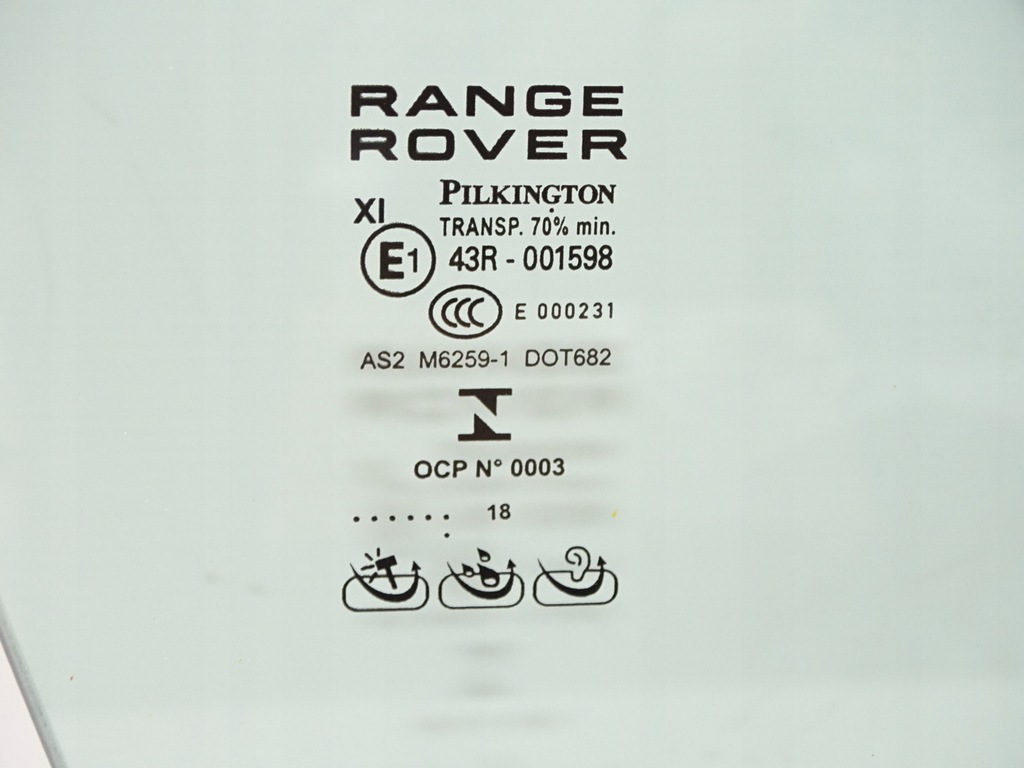 RANGE
ROVER
PILKINGTON
XI
TRANSP. 70% min.
E1 43R - 001598
CCC E 000231
AS2 M6259-1 DOT682
OCP N° 0003
. . . . . . 18
.